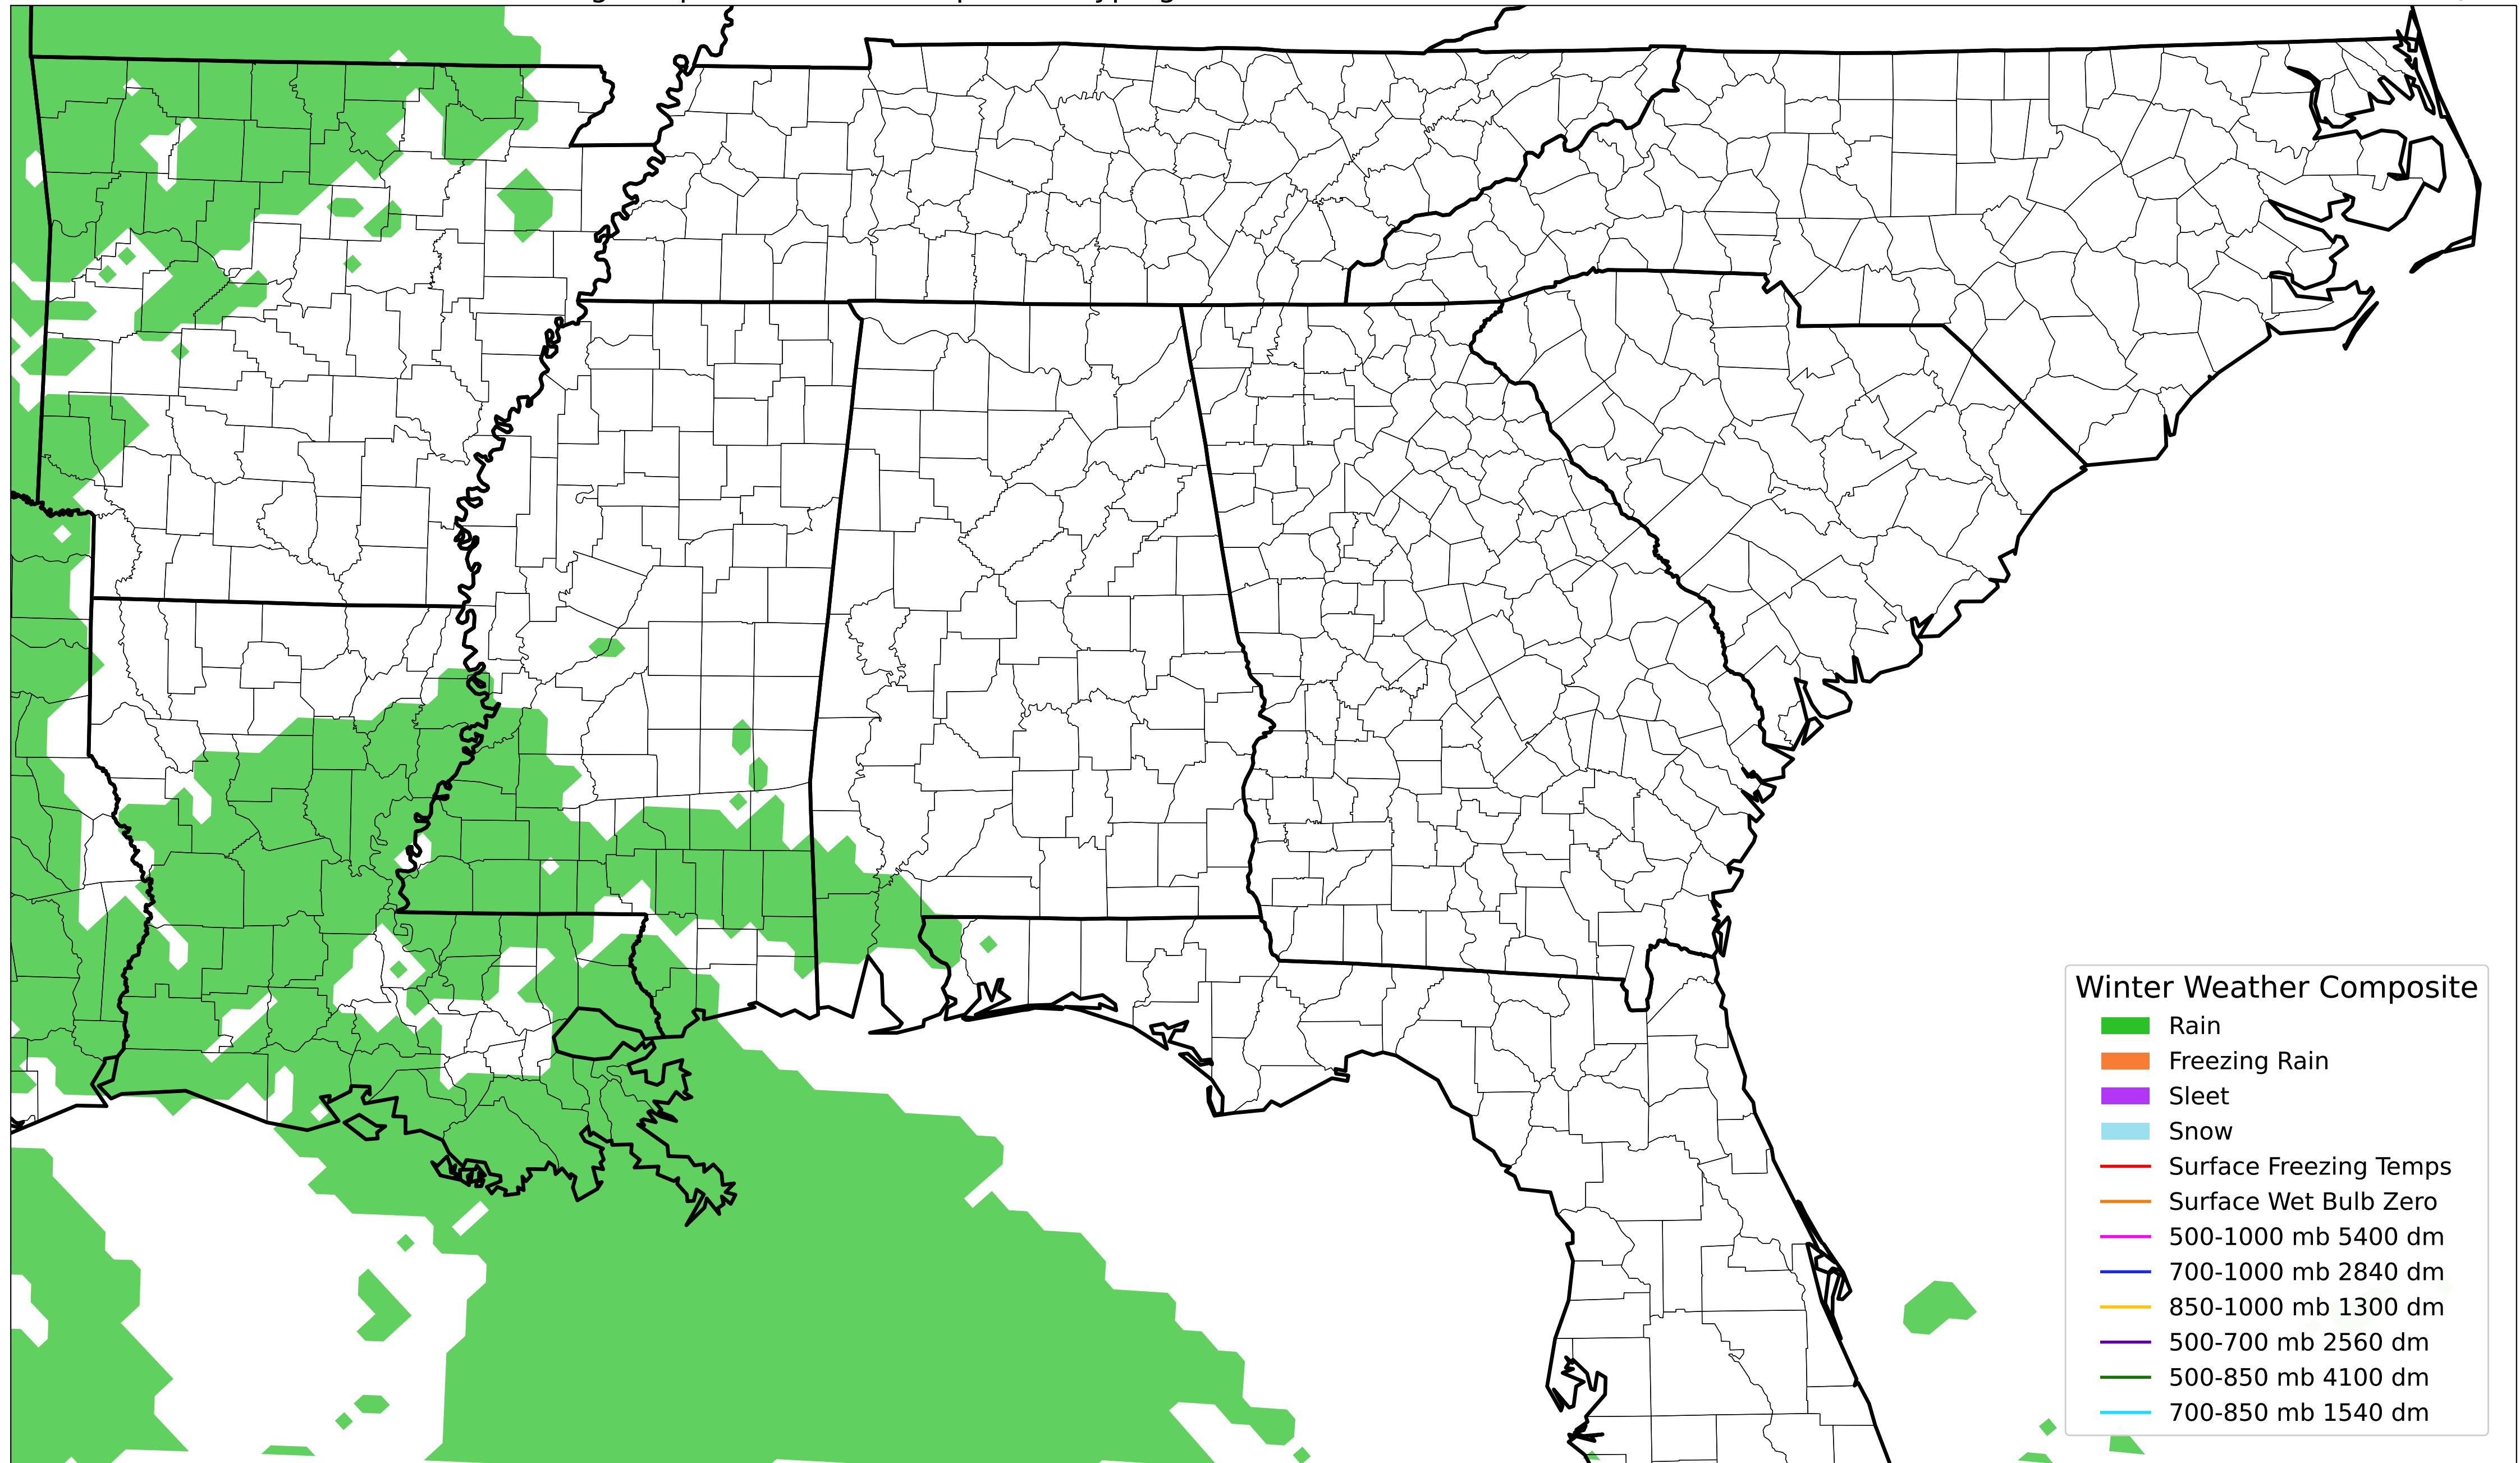 Winter Weather Composite
Rain
Freezing Rain
Sleet
Snow
Surface Freezing Temps
Surface Wet Bulb Zero
500-1000 mb 5400 dm
700-1000 mb 2840 dm
850-1000 mb 1300 dm
500-700 mb 2560 dm
500-850 mb 4100 dm
700-850 mb 1540 dm